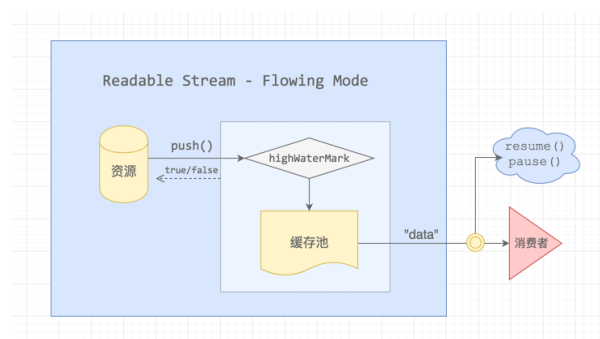 Readable Stream - Flowing Mode
push()
true/false
资源
highWaterMark
缓存池
"data"
resume()
pause()
消费者